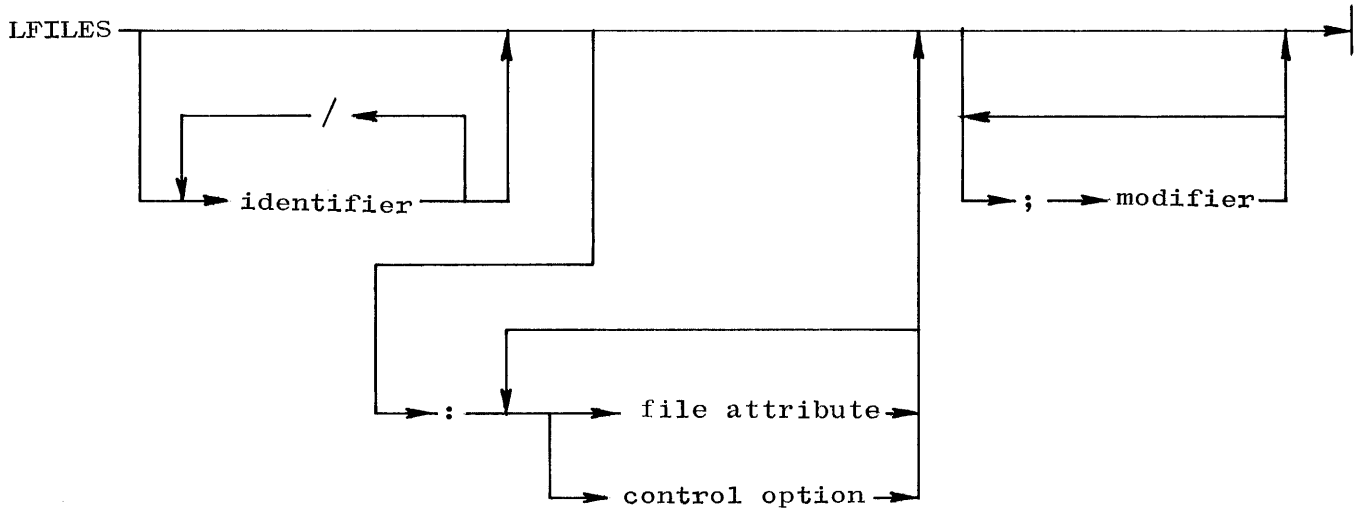 LFILES
/
identifier
; modifier
: file attribute
control option